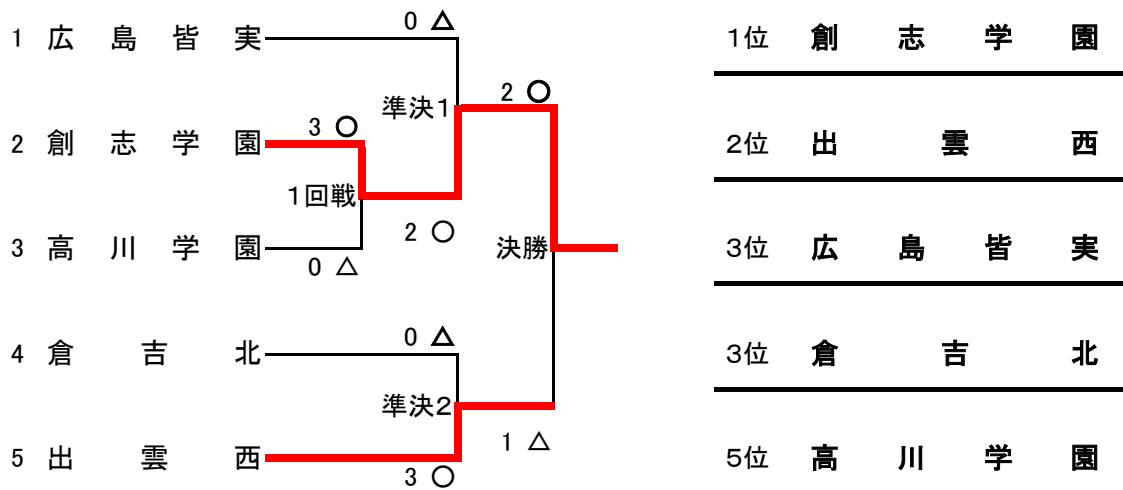 0 △
1 広島皆実
準決1
2 ○
3 ○
2 創志学園
1回戦
2 ○
決勝
3 高川学園
0 △
0 △
4 倉吉北
準決2
1 △
5 出雲西
3 ○
1位 創志学園
2位 出雲西
3位 広島皆実
3位 倉吉北
5位 高川学園